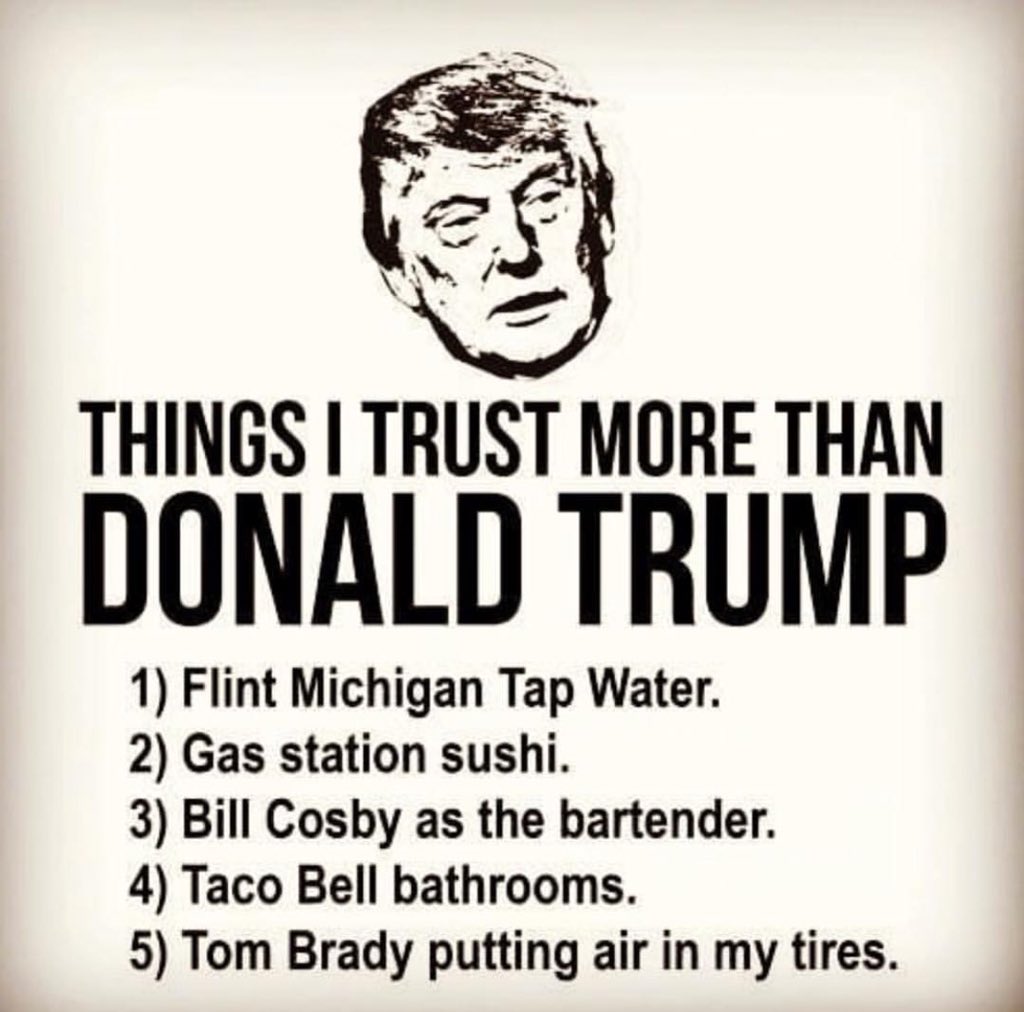 THINGS I TRUST MORE THAN
DONALD TRUMP
1) Flint Michigan Tap Water.
2) Gas station sushi.
3) Bill Cosby as the bartender.
4) Taco Bell bathrooms.
5) Tom Brady putting air in my tires.